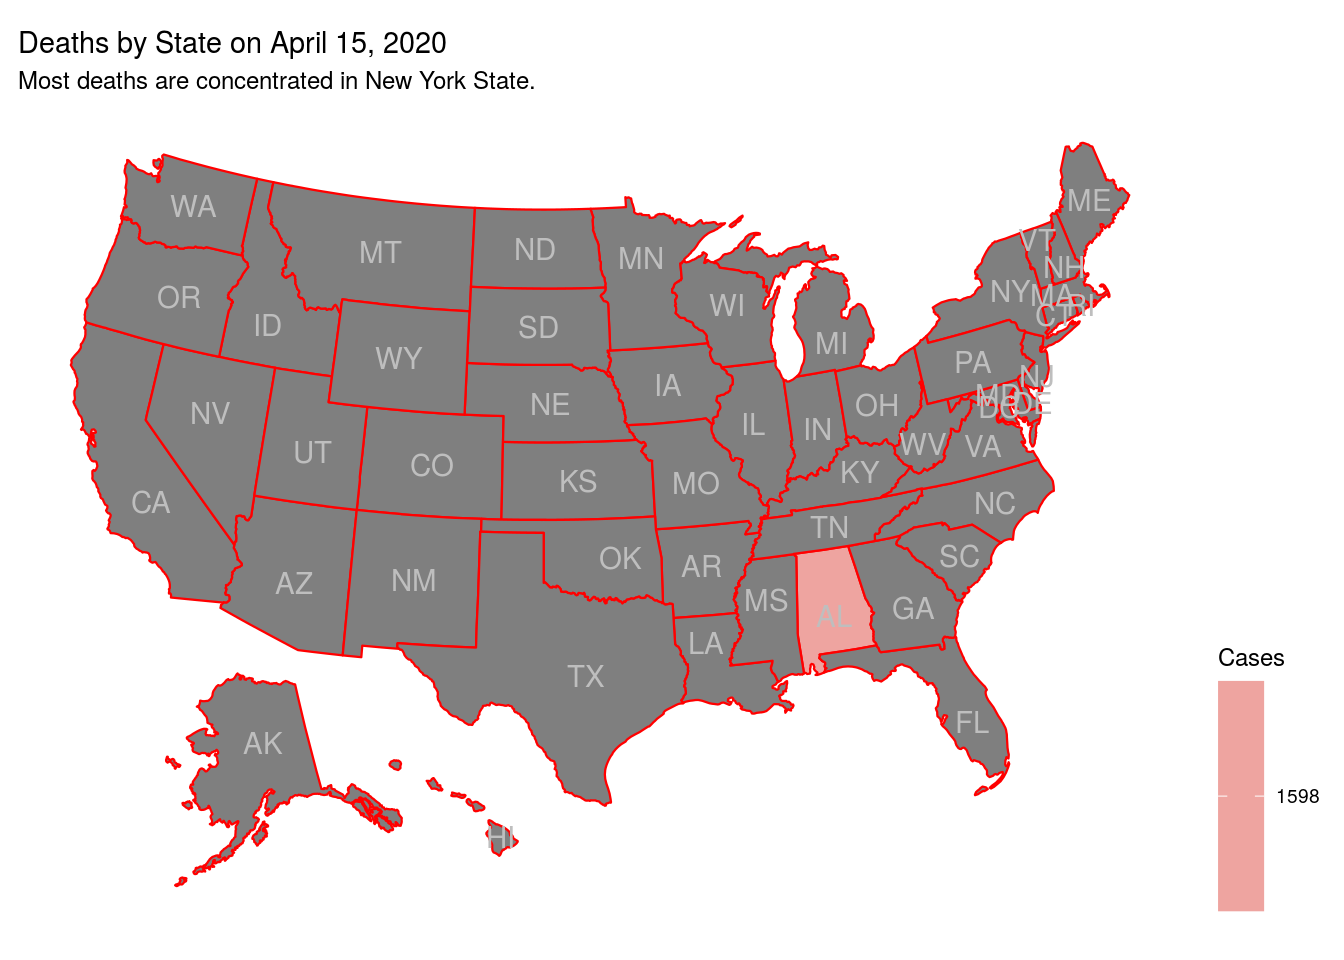 Deaths by State on April 15, 2020
Most deaths are concentrated in New York State.
ME
WA
VT
MT
ND
MN
NH
OR
WI
NY
MA
RI
ID
SD
CT
WY
MI
PA
IA
NJ
NV
NE
OH
MD
DE
DC
UT
CO
IL
IN
WV
VA
KS
KY
CA
MO
NC
TN
OK
AR
SC
AZ
NM
MS
AL
GA
LA
TX
FL
AK
HI
Cases
1598